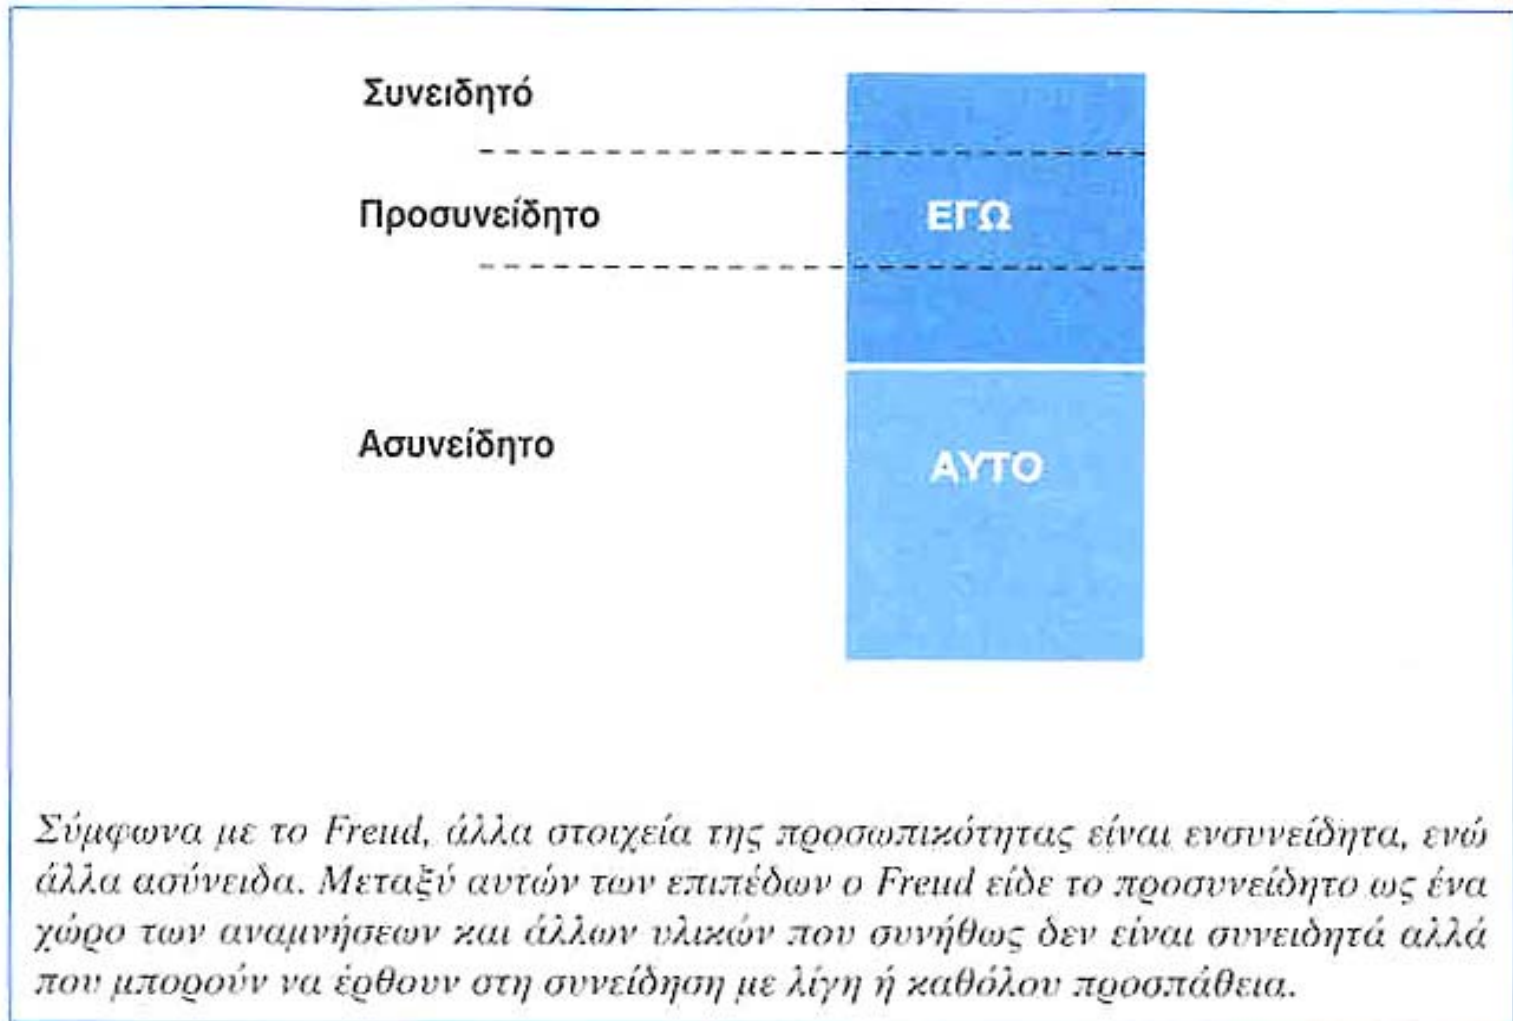 Συνειδητό
Προσυνείδητο
ΕΓΩ
Ασυνείδητο
ΑΥΤΟ
Σύμφωνα με το Freud, άλλα στοιχεία της προσωπικότητας είναι ενσυνείδητα, ενώ
άλλα ασύνειδα. Μεταξύ αυτών των επιπέδων ο Freud είδε το προσυνείδητο ως ένα
χώρο των αναμνήσεων και άλλων υλικών που συνήθως δεν είναι συνειδητά αλλά
που μπορούν να έρθουν στη συνείδηση με λίγη ή καθόλου προσπάθεια.